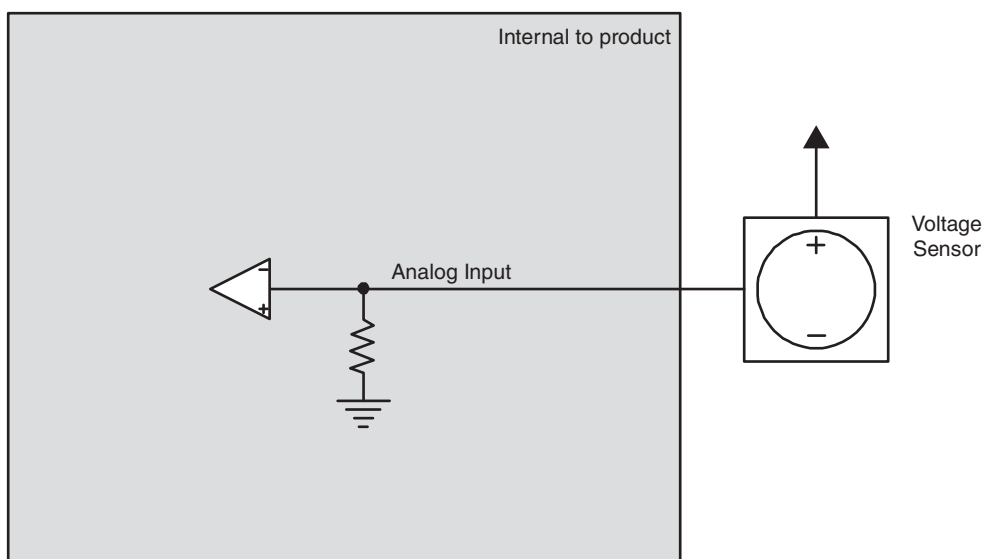 Internal to product
Voltage
Sensor
+
Analog Input
−
+
−